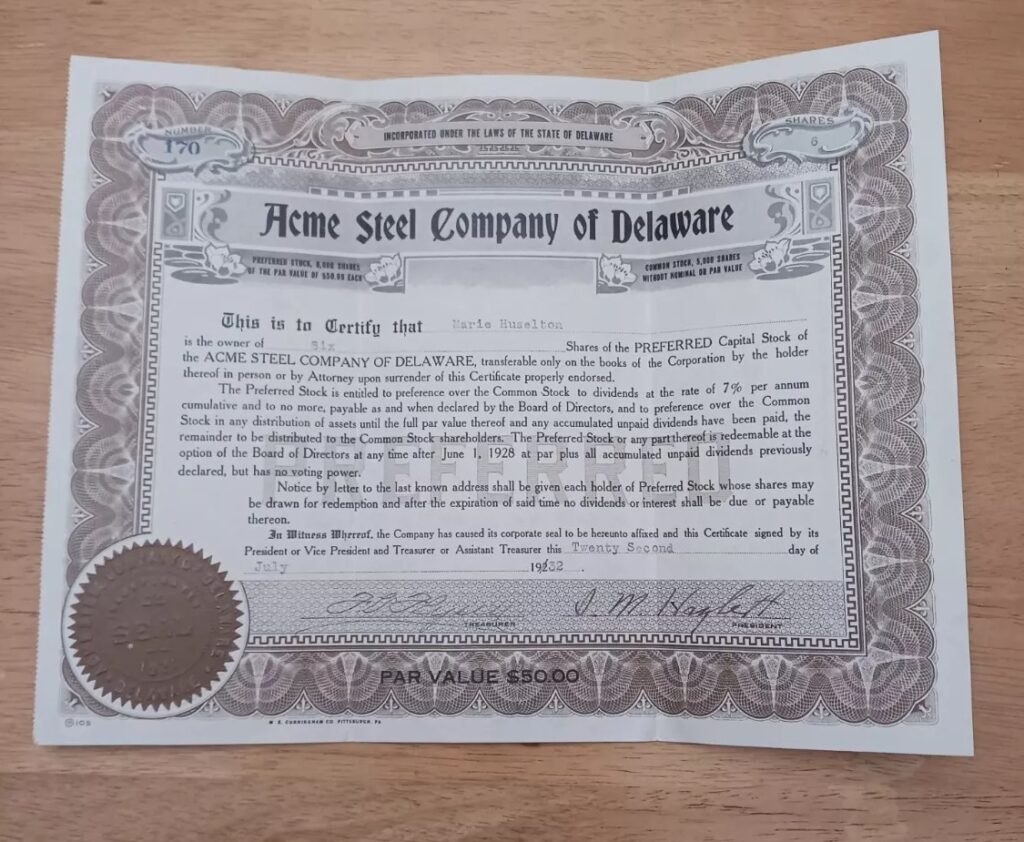 NUMBER
170
INCORPORATED UNDER THE LAWS OF THE STATE OF DELAWARE
SHARES
6
Acme Steel Company of Delaware
PREFERRED STOCK, 8,000 SHARES
OF THE PAR VALUE OF $50.00 EACH
COMMON STOCK, 5,000 SHARES
WITHOUT NOMINAL OR PAR VALUE
This is to Certify that Marie Huselton
is the owner of Six Shares of the PREFERRED Capital Stock of
the ACME STEEL COMPANY OF DELAWARE, transferable only on the books of the Corporation by the holder
thereof in person or by Attorney upon surrender of this Certificate properly endorsed.
The Preferred Stock is entitled to preference over the Common Stock to dividends at the rate of 7% per annum
cumulative and to no more, payable as and when declared by the Board of Directors, and to preference over the Common
Stock in any distribution of assets until the full par value thereof and any accumulated unpaid dividends have been paid, the
remainder to be distributed to the Common Stock shareholders. The Preferred Stock or any part thereof is redeemable at the
option of the Board of Directors at any time after June 1, 1928 at par plus all accumulated unpaid dividends previously
declared, but has no voting power.
PREFERRED
Notice by letter to the last known address shall be given each holder of Preferred Stock whose shares may
be drawn for redemption and after the expiration of said time no dividends or interest shall be due or payable
thereon.
In Witness Whereof, the Company has caused its corporate seal to be hereunto affixed and this Certificate signed by its
President or Vice President and Treasurer or Assistant Treasurer this Twenty Second day of
July 1932.
TREASURER
PRESIDENT
PAR VALUE $50.00
SEAL
© IOS
W. S. CUNNINGHAM CO. PITTSBURGH, PA